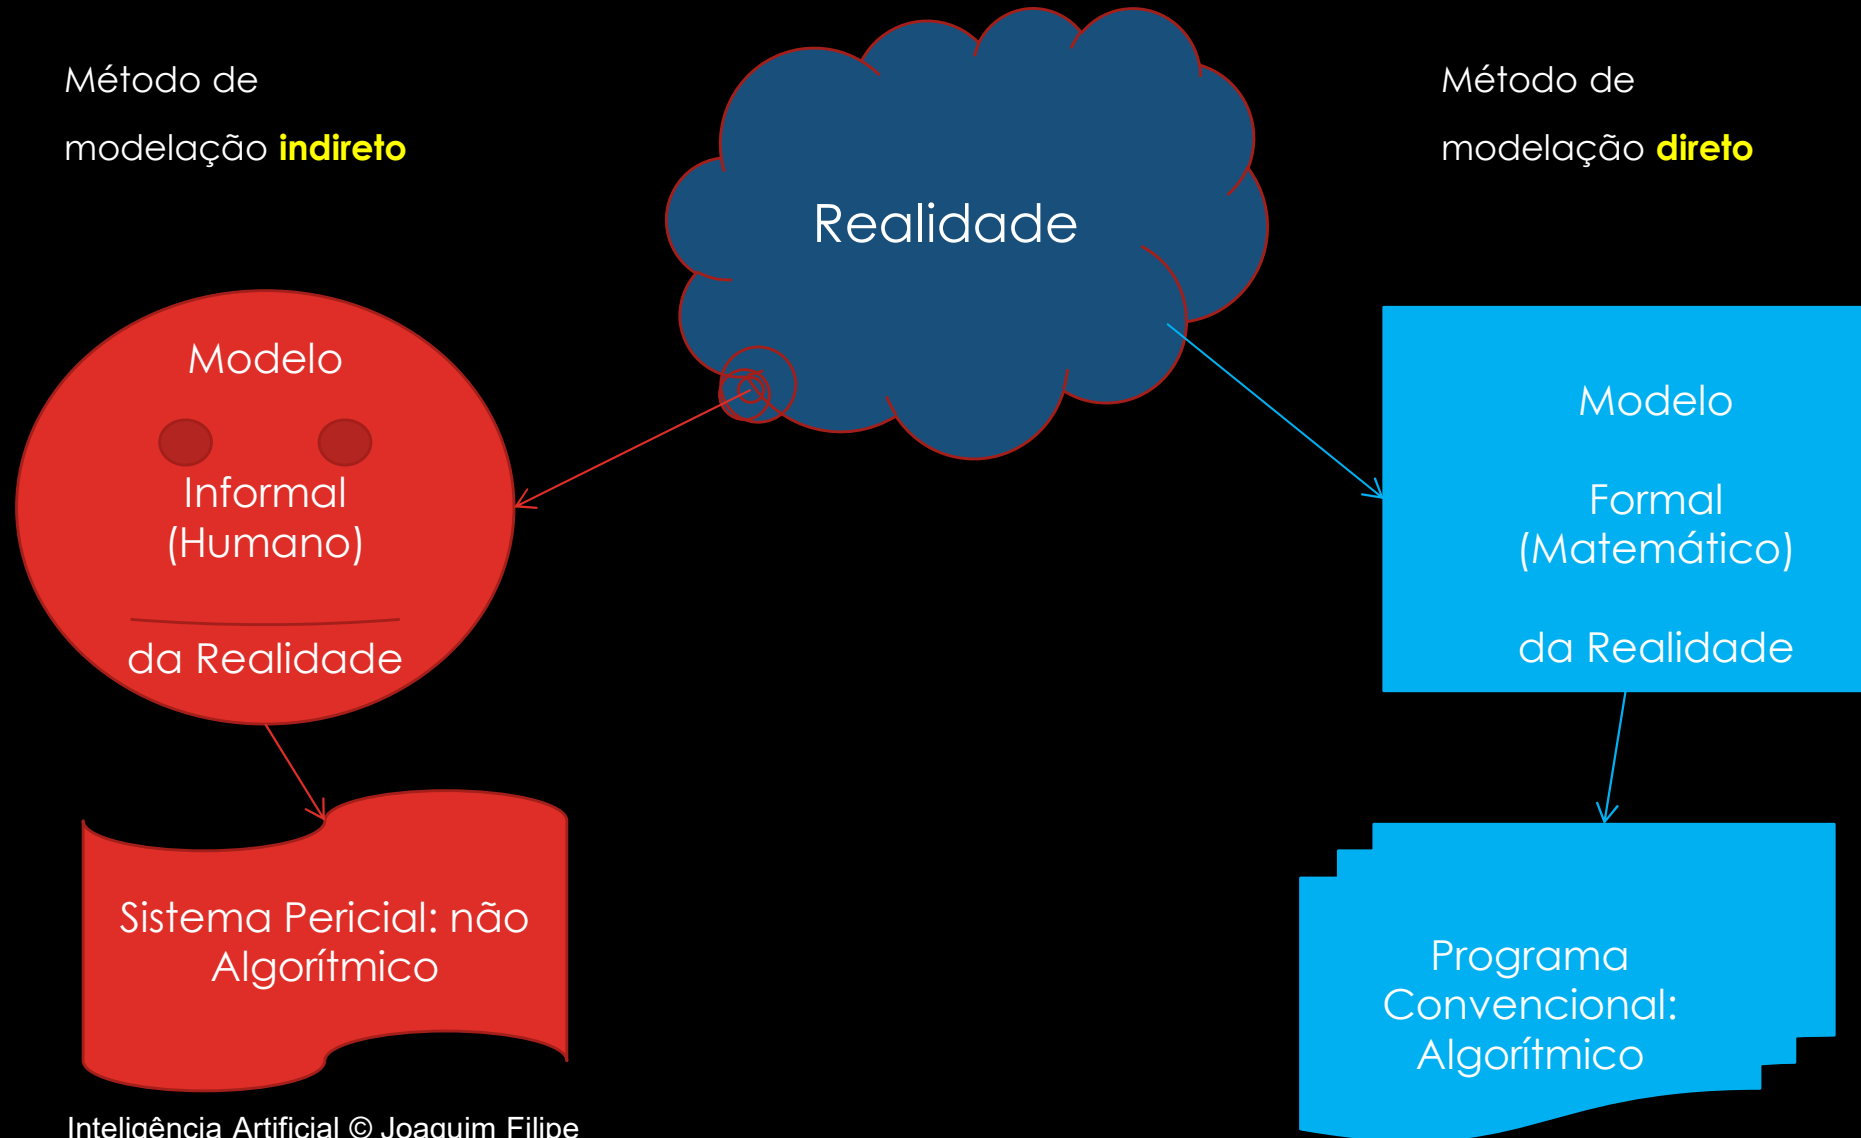 Método de
modelação indireto
Método de
modelação direto
Realidade
Modelo
Informal
(Humano)
da Realidade
Modelo
Formal
(Matemático)
da Realidade
Sistema Pericial: não
Algorítmico
Programa
Convencional:
Algorítmico
Inteligência Artificial © Joaquim Filipe